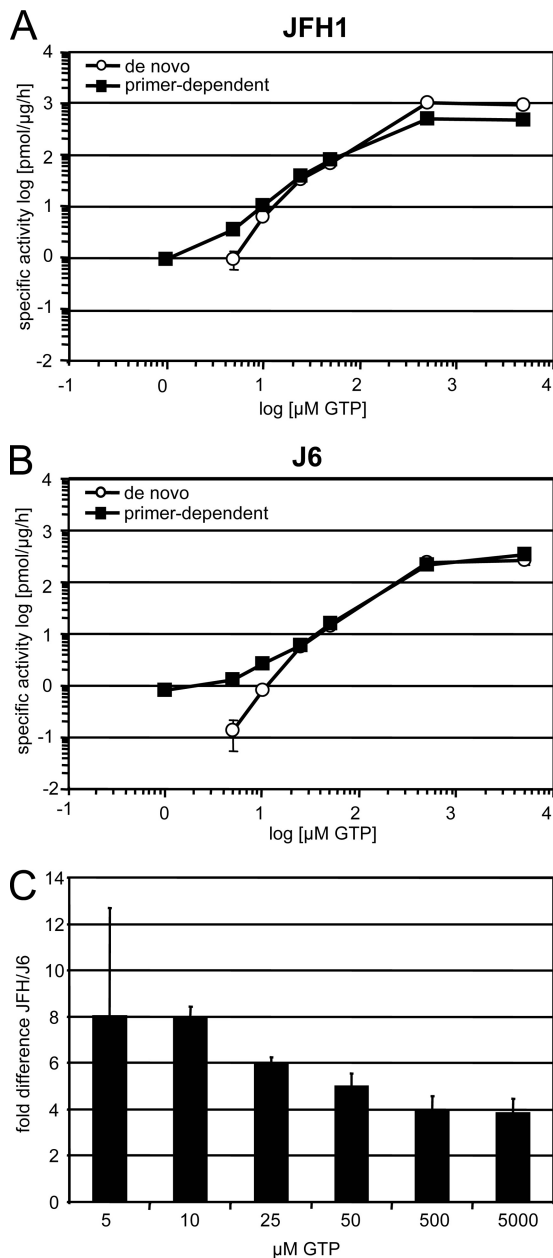 A
JFH1
de novo
primer-dependent
4
3
2
1
0
-1
-2
specific activity log [pmol/µg/h]
-1 0 1 2 3 4
log [µM GTP]
B
J6
de novo
primer-dependent
4
3
2
1
0
-1
-2
specific activity log [pmol/µg/h]
-1 0 1 2 3 4
log [µM GTP]
C
14
12
10
8
6
4
2
0
fold difference JFH/J6
5 10 25 50 500 5000
µM GTP